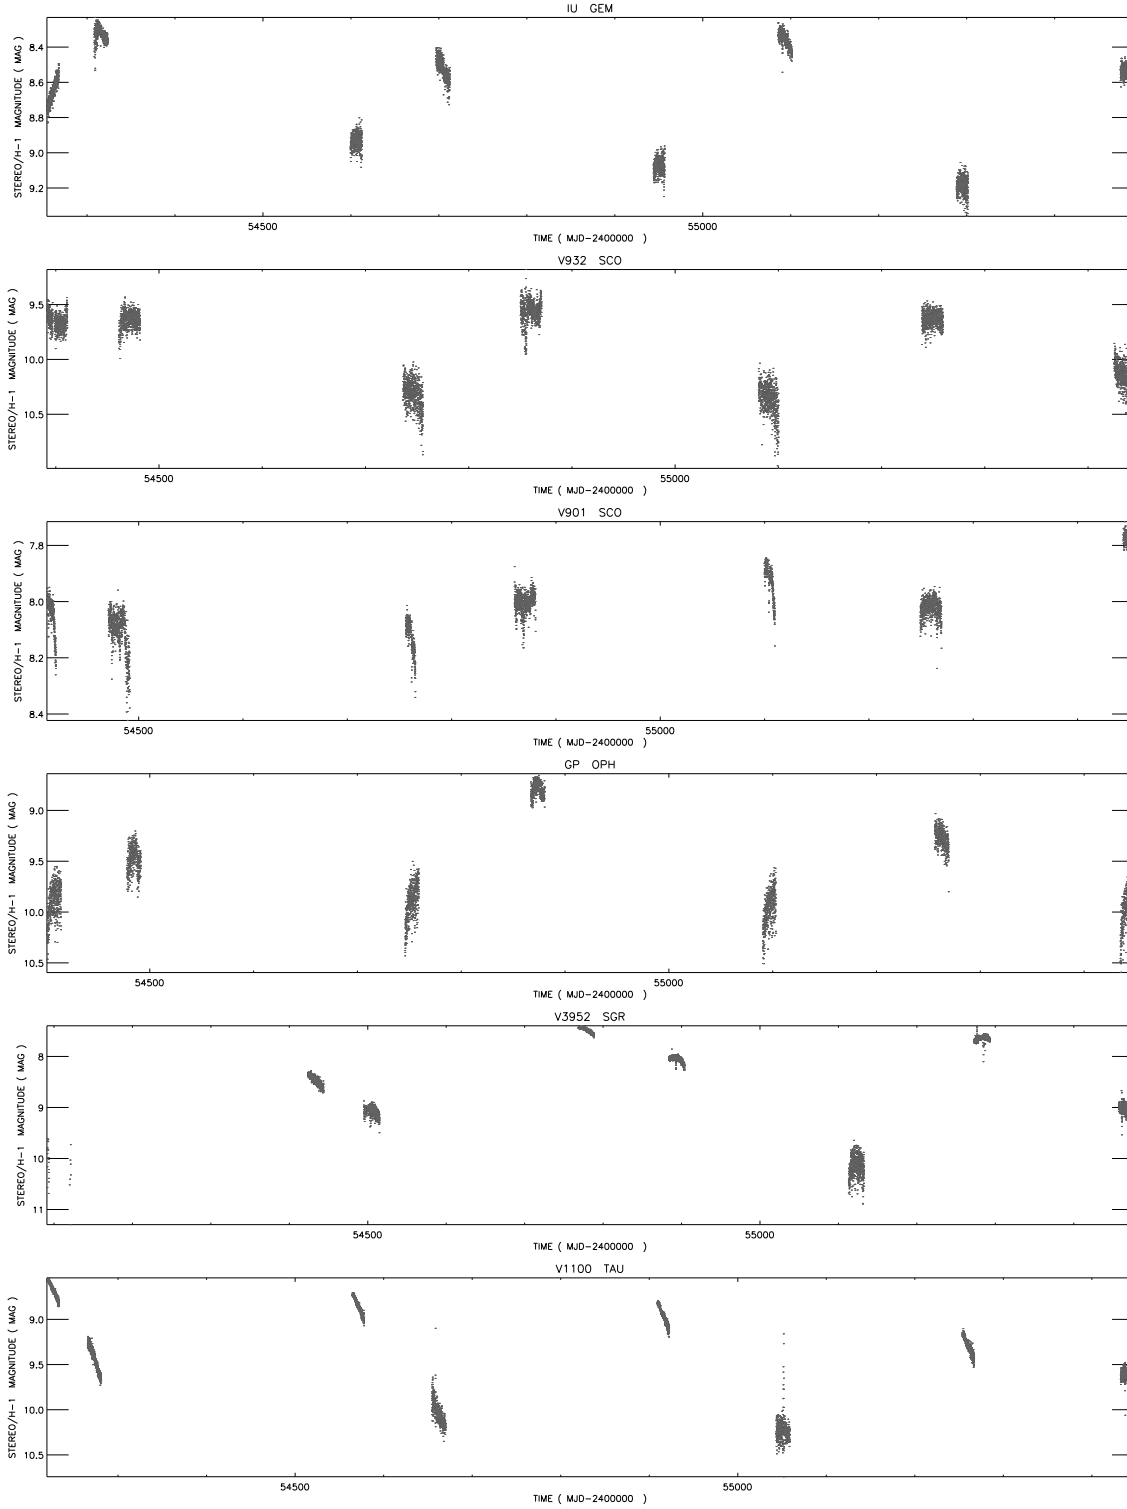 IU GEM
STEREO/H-1 MAGNITUDE ( MAG )
8.4
8.6
8.8
9.0
9.2
54500
55000
TIME ( MJD-2400000 )
V932 SCO
STEREO/H-1 MAGNITUDE ( MAG )
9.5
10.0
10.5
54500
55000
TIME ( MJD-2400000 )
V901 SCO
STEREO/H-1 MAGNITUDE ( MAG )
7.8
8.0
8.2
8.4
54500
55000
TIME ( MJD-2400000 )
GP OPH
STEREO/H-1 MAGNITUDE ( MAG )
9.0
9.5
10.0
10.5
54500
55000
TIME ( MJD-2400000 )
V3952 SGR
STEREO/H-1 MAGNITUDE ( MAG )
8
9
10
11
54500
55000
TIME ( MJD-2400000 )
V1100 TAU
STEREO/H-1 MAGNITUDE ( MAG )
9.0
9.5
10.0
10.5
54500
55000
TIME ( MJD-2400000 )